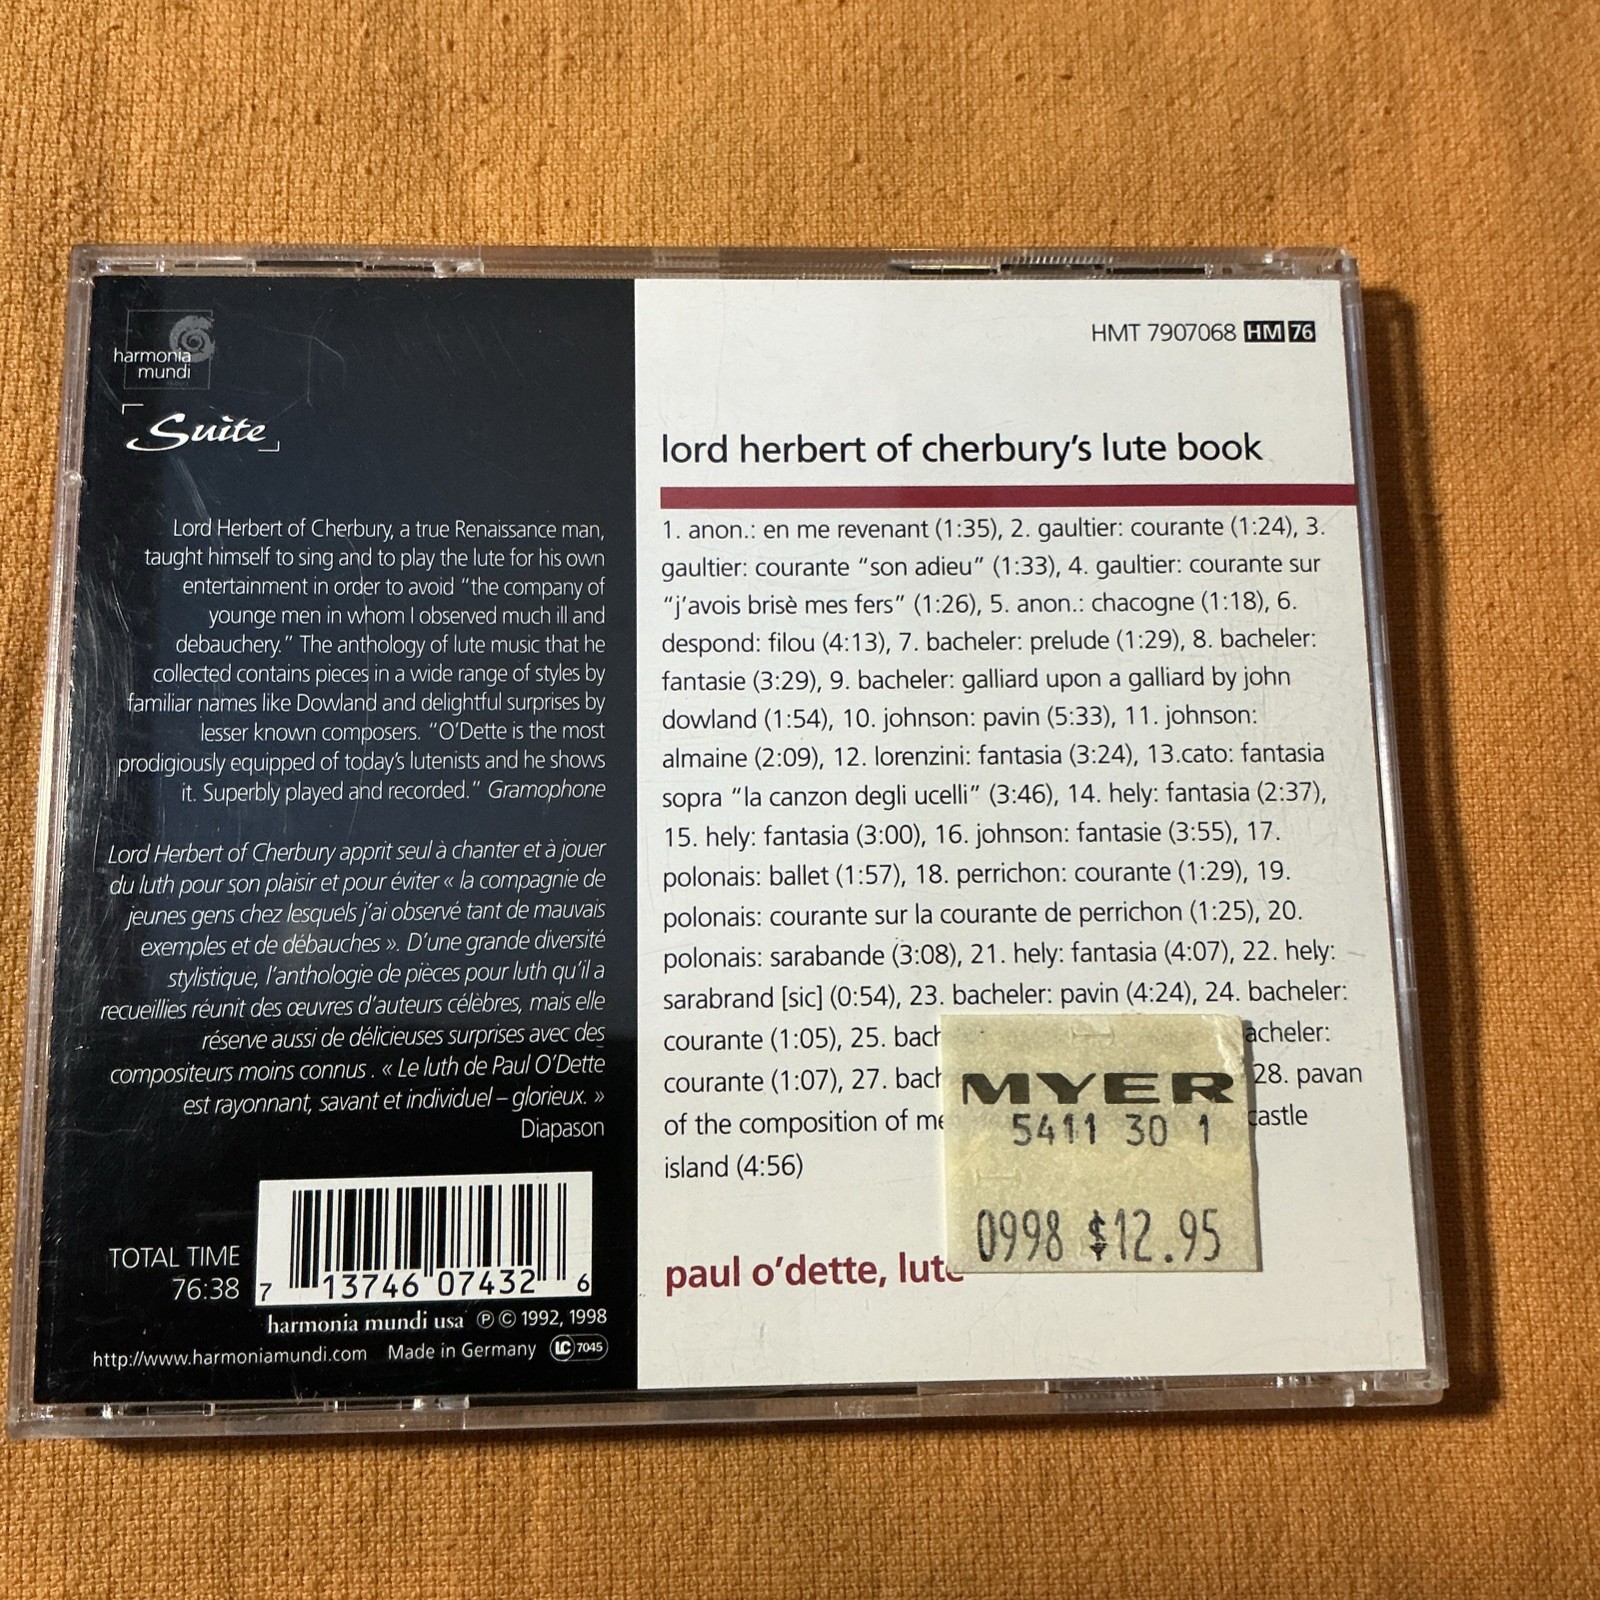 harmonia
mundi
Suite
Lord Herbert of Cherbury, a true Renaissance man,
taught himself to sing and to play the lute for his own
entertainment in order to avoid "the company of
younge men in whom I observed much ill and
debauchery." The anthology of lute music that he
collected contains pieces in a wide range of styles by
familiar names like Dowland and delightful surprises by
lesser known composers. "O'Dette is the most
prodigiously equipped of today's lutenists and he shows
it. Superbly played and recorded." Gramophone
Lord Herbert of Cherbury apprit seul à chanter et à jouer
du luth pour son plaisir et pour éviter « la compagnie de
jeunes gens chez lesquels j'ai observé tant de mauvais
exemples et de débauches ». D'une grande diversité
stylistique, l'anthologie de pièces pour luth qu'il a
recueillies réunit des œuvres d'auteurs célèbres, mais elle
réserve aussi de délicieuses surprises avec des
compositeurs moins connus . « Le luth de Paul O'Dette
est rayonnant, savant et individuel – glorieux. »
Diapason
TOTAL TIME
76:38
7 13746 07432 6
harmonia mundi usa ℗ © 1992, 1998
http://www.harmoniamundi.com Made in Germany LC 7045
HMT 7907068 HM 76
lord herbert of cherbury's lute book
1. anon.: en me revenant (1:35), 2. gaultier: courante (1:24), 3.
gaultier: courante "son adieu" (1:33), 4. gaultier: courante sur
"j'avois brisè mes fers" (1:26), 5. anon.: chacogne (1:18), 6.
despond: filou (4:13), 7. bacheler: prelude (1:29), 8. bacheler:
fantasie (3:29), 9. bacheler: galliard upon a galliard by john
dowland (1:54), 10. johnson: pavin (5:33), 11. johnson:
almaine (2:09), 12. lorenzini: fantasia (3:24), 13.cato: fantasia
sopra "la canzon degli ucelli" (3:46), 14. hely: fantasia (2:37),
15. hely: fantasia (3:00), 16. johnson: fantasie (3:55), 17.
polonais: ballet (1:57), 18. perrichon: courante (1:29), 19.
polonais: courante sur la courante de perrichon (1:25), 20.
polonais: sarabande (3:08), 21. hely: fantasia (4:07), 22. hely:
sarabrand [sic] (0:54), 23. bacheler: pavin (4:24), 24. bacheler:
courante (1:05), 25. bach acheler:
courante (1:07), 27. bach 28. pavan
of the composition of me castle
island (4:56)
MYER
5411 30 1
0998 $12.95
paul o'dette, lute